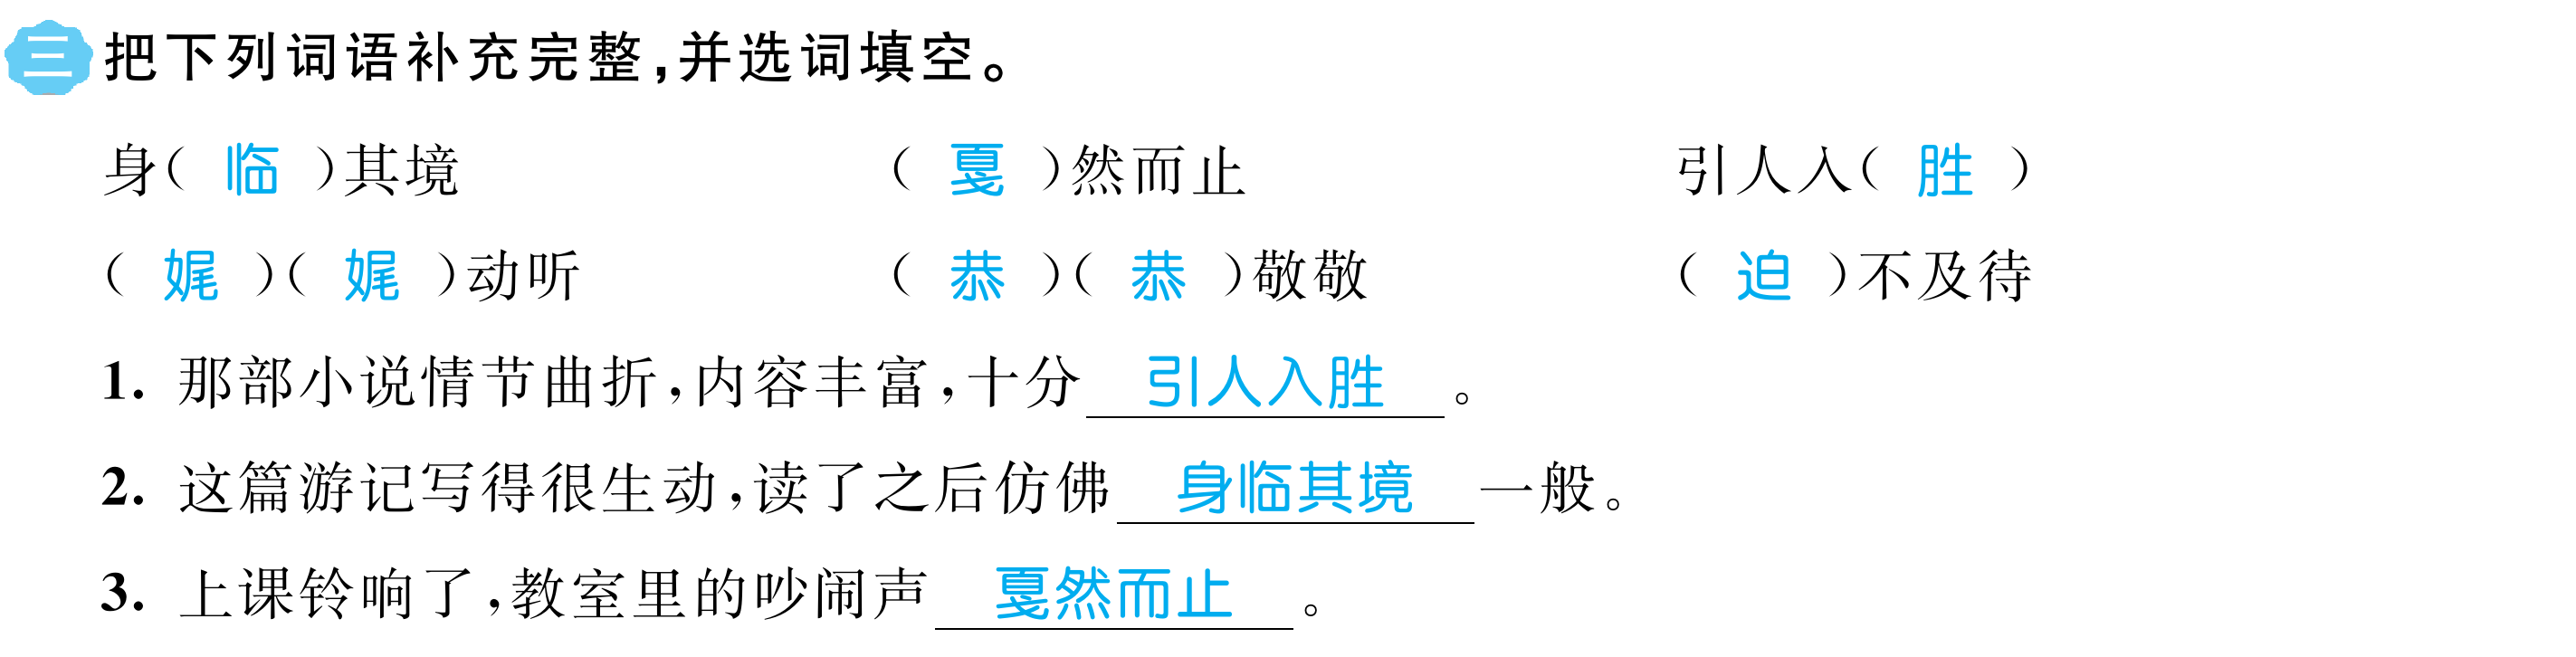 三 把下列词语补充完整,并选词填空。
身( 临 )其境 ( 戛 )然而止 引人入( 胜 )
( 娓 )( 娓 )动听 ( 恭 )( 恭 )敬敬 ( 迫 )不及待
1. 那部小说情节曲折,内容丰富,十分 引人入胜 。
2. 这篇游记写得很生动,读了之后仿佛 身临其境 一般。
3. 上课铃响了,教室里的吵闹声 戛然而止 。